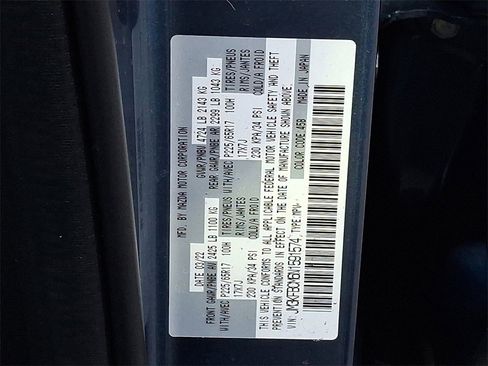 MFD. BY MAZDA MOTOR CORPORATION
DATE: 03/22 GVWR/PNBV 4724 LB 2143 KG
FRONT GAWR/PNBE AV 2425 LB 1100 KG REAR GAWR/PNBE AR 2299 LB 1043 KG
WITH/AVEC P225/65R17 100H TIRES/PNEUS WITH/AVEC P225/65R17 100H TIRES/PNEUS
17X7J RIMS/JANTES 17X7J RIMS/JANTES
230 KPA/34 PSI COLD/A FROID 230 KPA/34 PSI COLD/A FROID
THIS VEHICLE CONFORMS TO ALL APPLICABLE FEDERAL MOTOR VEHICLE SAFETY AND THEFT
PREVENTION STANDARDS IN EFFECT ON THE DATE OF MANUFACTURE SHOWN ABOVE.
VIN: JM3KFBCM6N1591574, TYPE: MPV
COLOR CODE: 45B MADE IN JAPAN